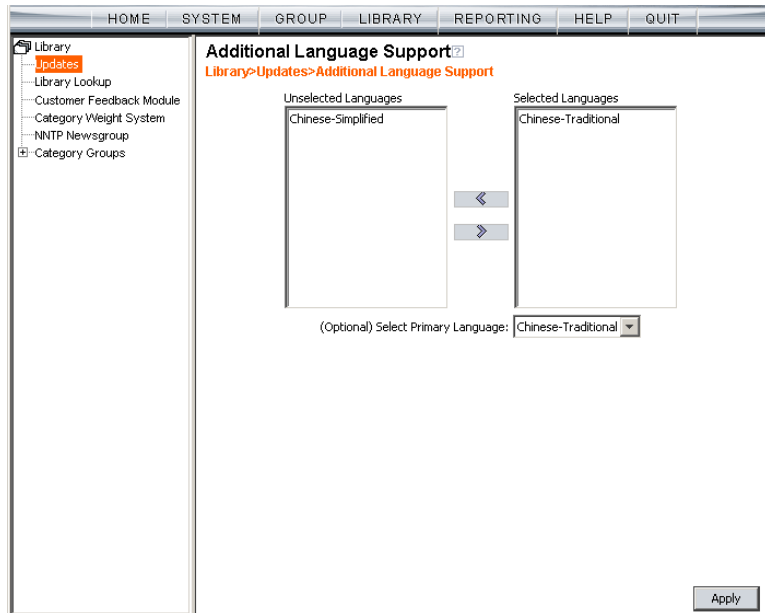 HOME SYSTEM GROUP LIBRARY REPORTING HELP QUIT
Library
Updates
Library Lookup
Customer Feedback Module
Category Weight System
NNTP Newsgroup
Category Groups
Additional Language Support
Library>Updates>Additional Language Support
Unselected Languages Selected Languages
Chinese-Simplified Chinese-Traditional
(Optional) Select Primary Language: Chinese-Traditional
Apply